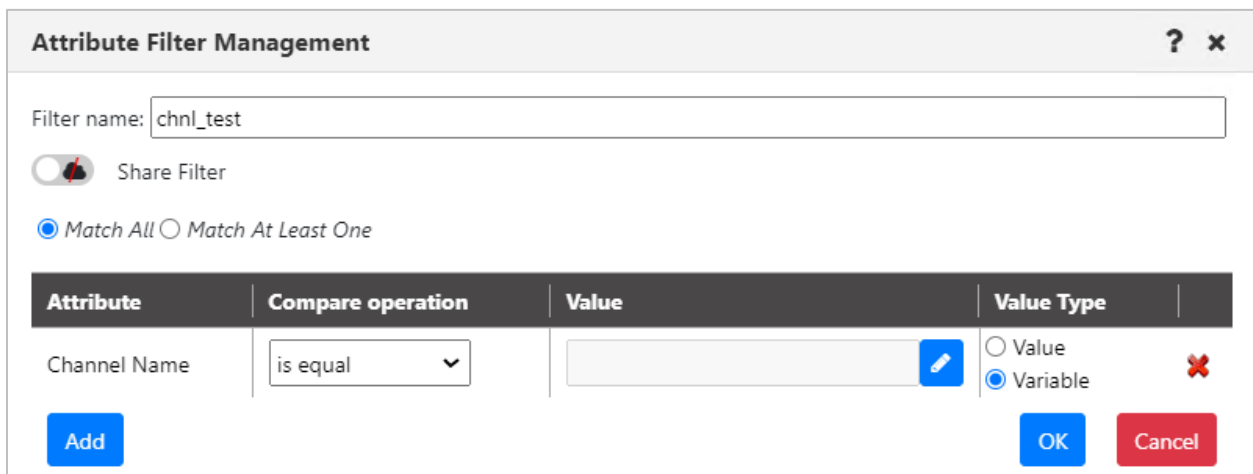 Attribute Filter Management ? ×
Filter name: chnl_test
Share Filter
Match All Match At Least One
Attribute Compare operation Value Value Type
Channel Name is equal Value
Variable
Add OK Cancel